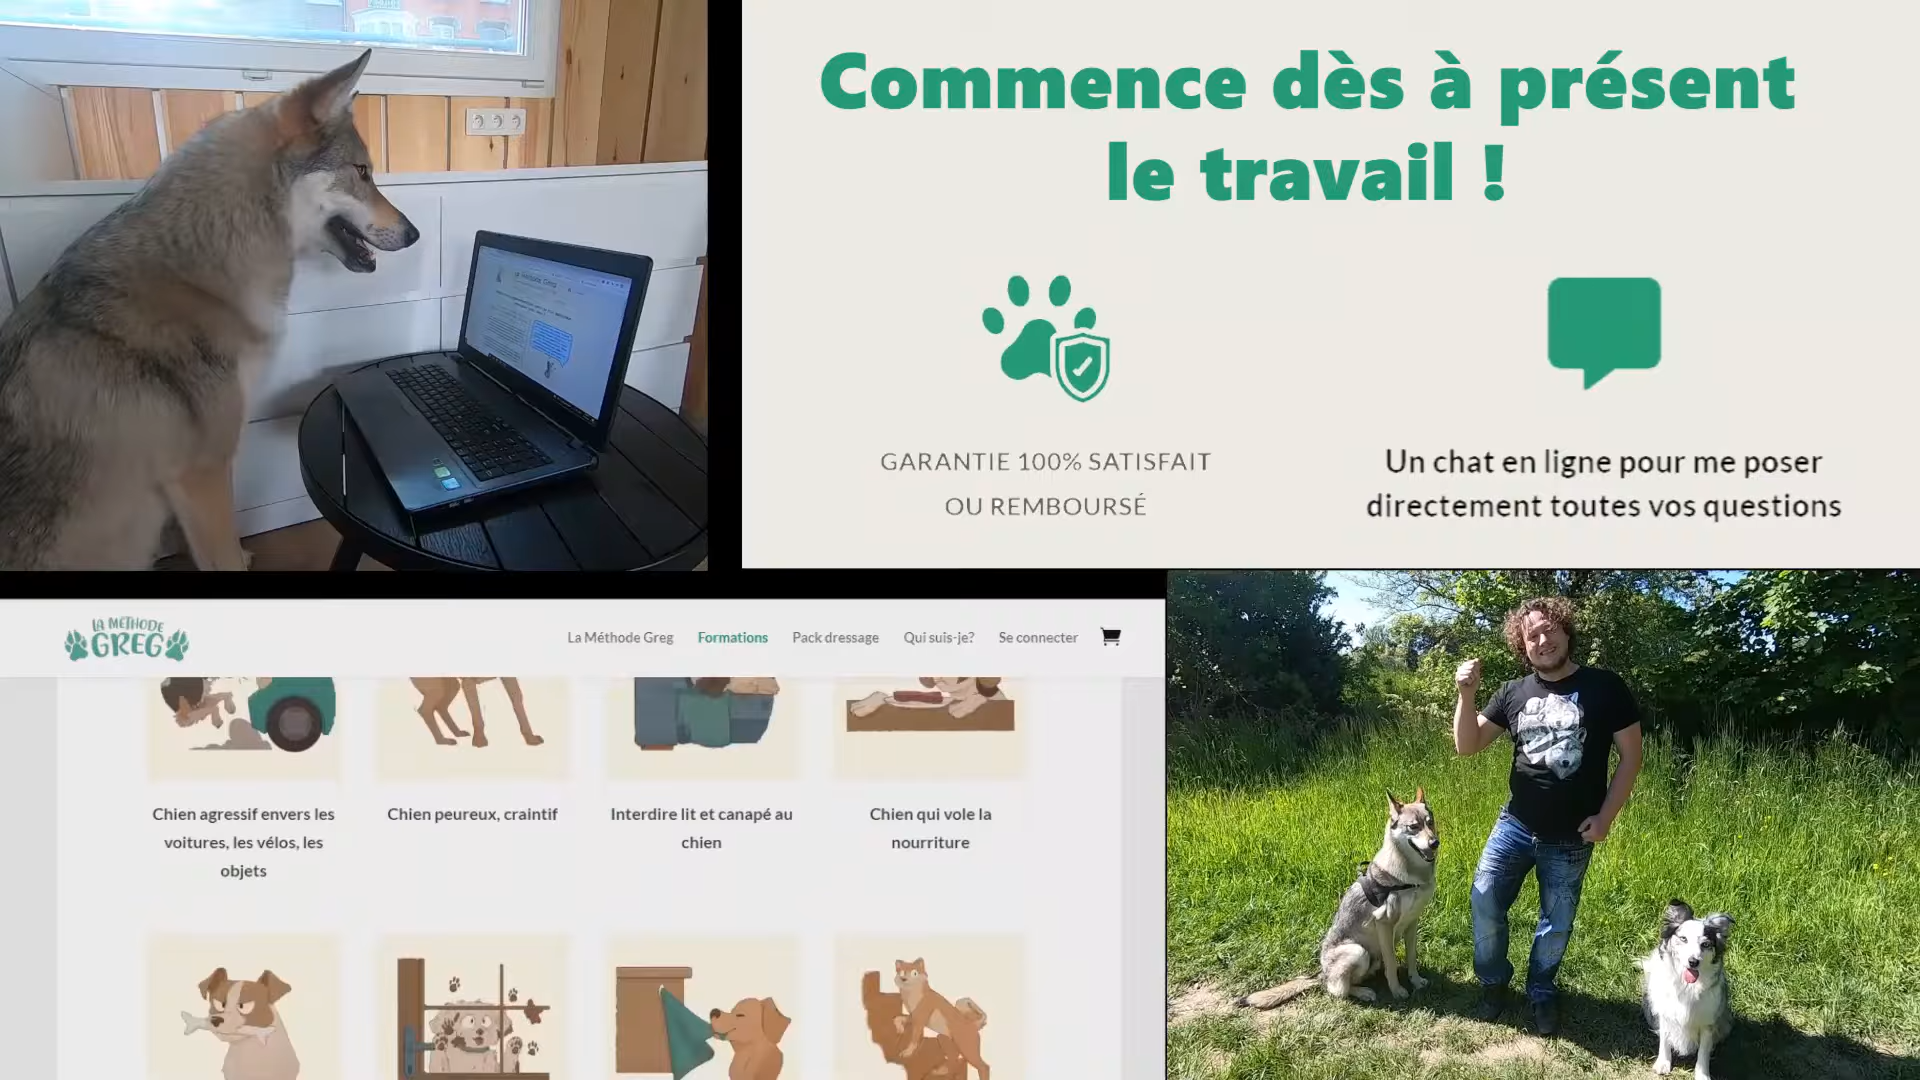 Commence dès à présent
le travail !
GARANTIE 100% SATISFAIT
OU REMBOURSÉ
Un chat en ligne pour me poser
directement toutes vos questions
LA MÉTHODE
GREG
La Méthode Greg
Formations
Pack dressage
Qui suis-je?
Se connecter
Chien agressif envers les
voitures, les vélos, les
objets
Chien peureux, craintif
Interdire lit et canapé au
chien
Chien qui vole la
nourriture